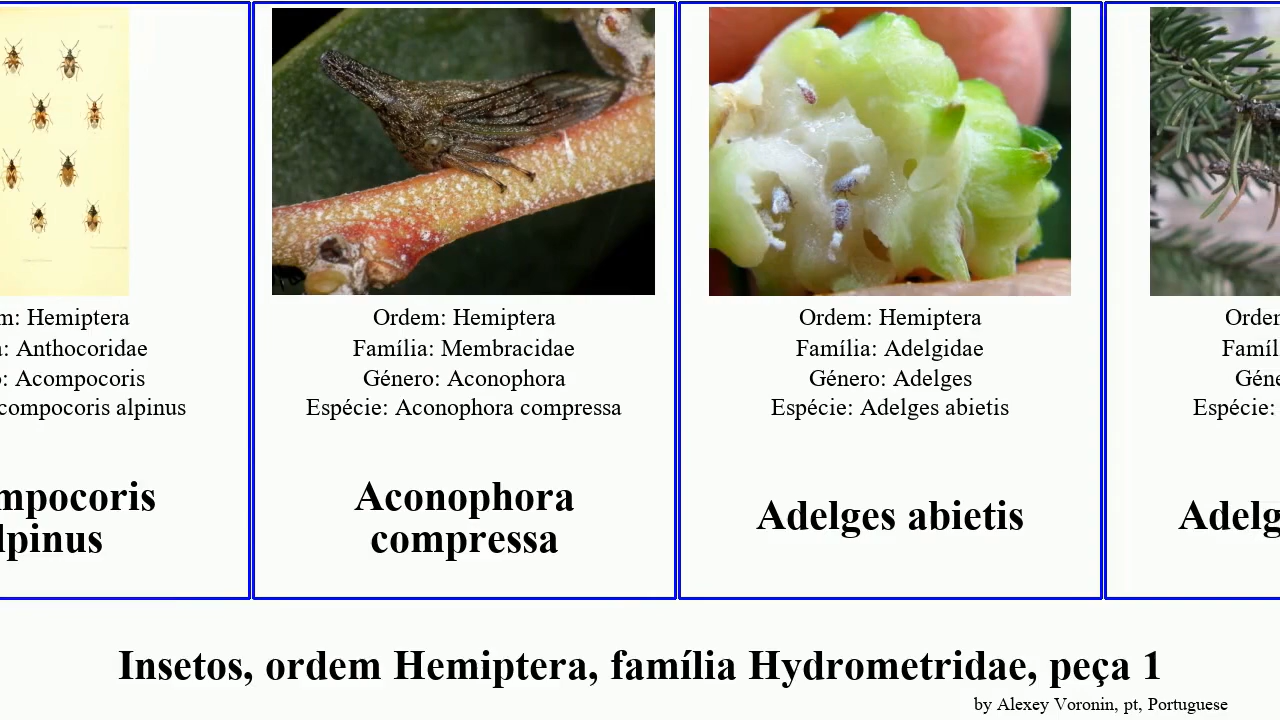 m: Hemiptera
: Anthocoridae
: Acompocoris
compocoris alpinus
mpocoris
lpinus
Ordem: Hemiptera
Família: Membracidae
Género: Aconophora
Espécie: Aconophora compressa
Aconophora
compressa
Ordem: Hemiptera
Família: Adelgidae
Género: Adelges
Espécie: Adelges abietis
Adelges abietis
Orde
Famíl
Géne
Espécie:
Adelg
Insetos, ordem Hemiptera, família Hydrometridae, peça 1
by Alexey Voronin, pt, Portuguese